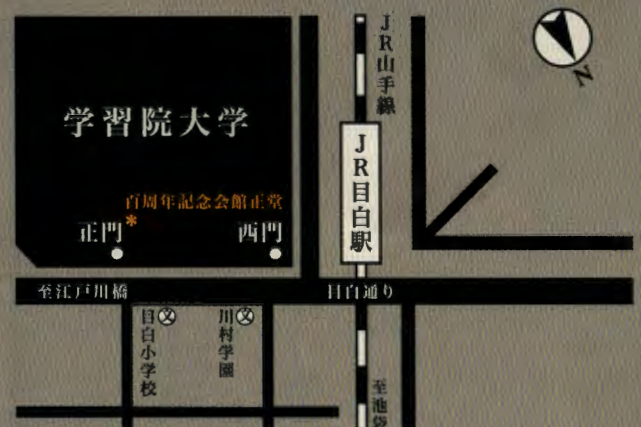 JR山手線
N
学習院大学
JR目白駅
百周年記念会館正堂
*
正門
西門
至江戸川橋
目白通り
文
目白小学校
文
川村学園
至池袋